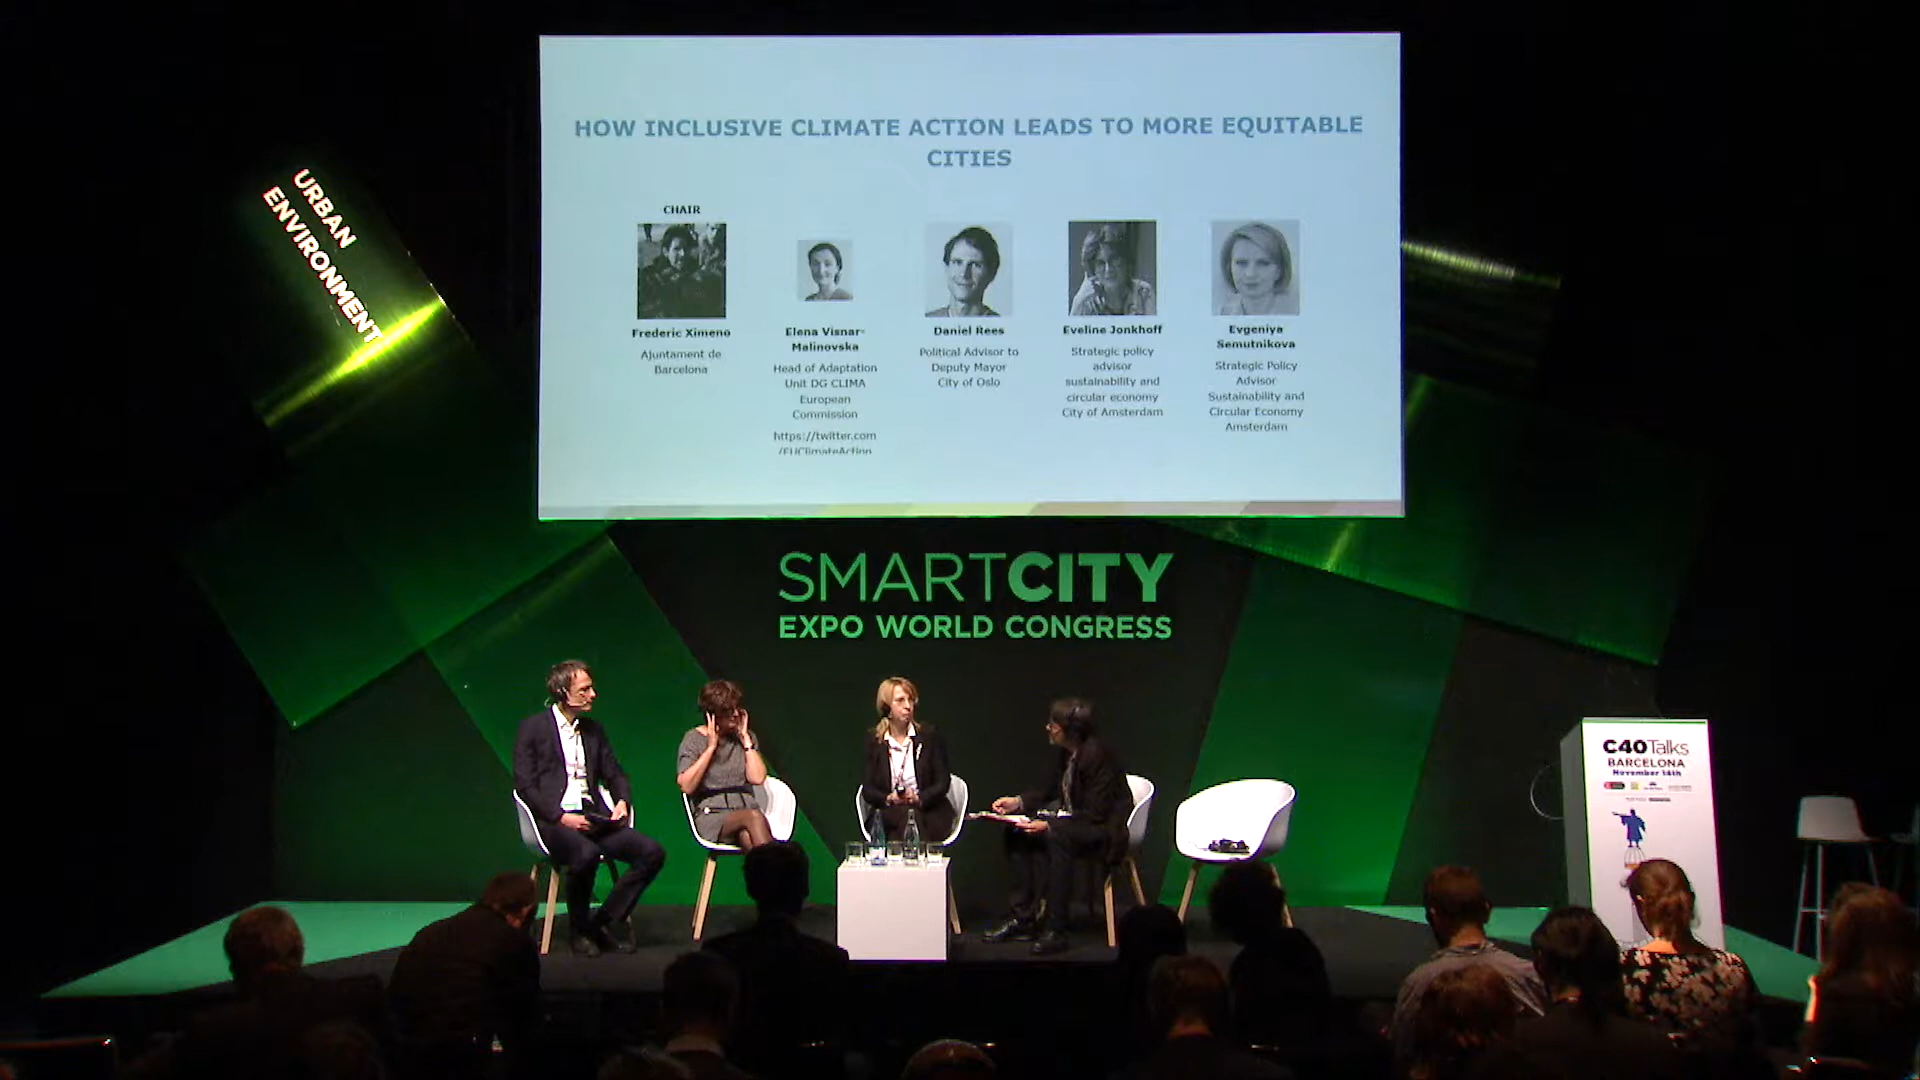 HOW INCLUSIVE CLIMATE ACTION LEADS TO MORE EQUITABLE
CITIES
CHAIR
Frederic Ximeno
Ajuntament de
Barcelona
Elena Visnar-
Malinovska
Head of Adaptation
Unit DG CLIMA
European
Commission
https://twitter.com
/EUClimateAction
Daniel Rees
Political Advisor to
Deputy Mayor
City of Oslo
Eveline Jonkhoff
Strategic policy
advisor
sustainability and
circular economy
City of Amsterdam
Evgeniya
Semutnikova
Strategic Policy
Advisor
Sustainability and
Circular Economy
Amsterdam
URBAN
ENVIRONMENT
SMARTCITY
EXPO WORLD CONGRESS
C40Talks
BARCELONA
November 14th